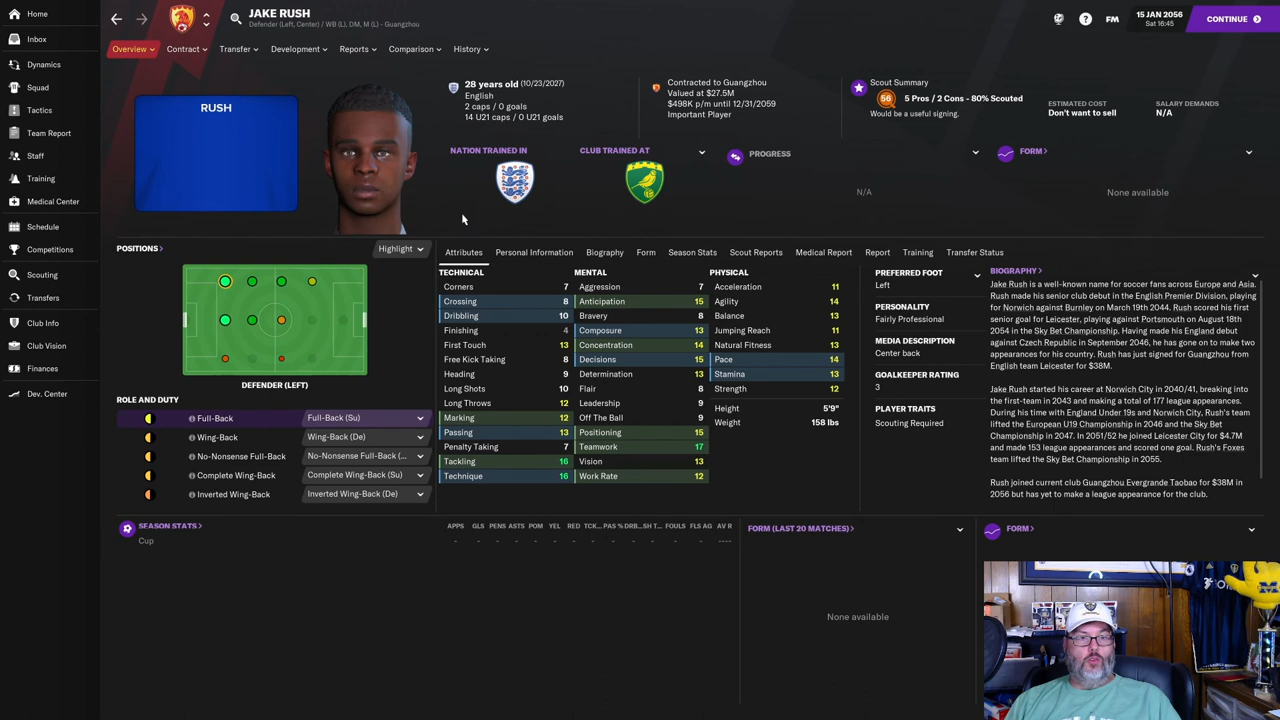 Home
Inbox
Dynamics
Squad
Tactics
Team Report
Staff
Training
Medical Center
Schedule
Competitions
Scouting
Transfers
Club Info
Club Vision
Finances
Dev. Center
JAKE RUSH
Defender (Left, Center) / WB (L), DM, M (L) - Guangzhou
FM
15 JAN 2056
Sat 16:45
CONTINUE
Overview
Contract
Transfer
Development
Reports
Comparison
History
RUSH
28 years old (10/23/2027)
English
2 caps / 0 goals
14 U21 caps / 0 U21 goals
Contracted to Guangzhou
Valued at $27.5M
$498K p/m until 12/31/2059
Important Player
Scout Summary
56
5 Pros / 2 Cons - 80% Scouted
Would be a useful signing.
ESTIMATED COST
Don't want to sell
SALARY DEMANDS
N/A
NATION TRAINED IN
CLUB TRAINED AT
PROGRESS
N/A
FORM
None available
POSITIONS
Highlight
DEFENDER (LEFT)
ROLE AND DUTY
Full-Back Full-Back (Su)
Wing-Back Wing-Back (De)
No-Nonsense Full-Back No-Nonsense Full-Back (...
Complete Wing-Back Complete Wing-Back (Su)
Inverted Wing-Back Inverted Wing-Back (De)
Attributes Personal Information Biography Form Season Stats Scout Reports Medical Report Report Training Transfer Status
TECHNICAL
Corners 7
Crossing 8
Dribbling 10
Finishing 4
First Touch 13
Free Kick Taking 8
Heading 9
Long Shots 10
Long Throws 12
Marking 12
Passing 13
Penalty Taking 7
Tackling 16
Technique 16
MENTAL
Aggression 7
Anticipation 15
Bravery 8
Composure 13
Concentration 14
Decisions 15
Determination 13
Flair 8
Leadership 9
Off The Ball 9
Positioning 15
Teamwork 17
Vision 13
Work Rate 12
PHYSICAL
Acceleration 11
Agility 14
Balance 13
Jumping Reach 11
Natural Fitness 13
Pace 14
Stamina 13
Strength 12
Height 5'9"
Weight 158 lbs
PREFERRED FOOT
Left
PERSONALITY
Fairly Professional
MEDIA DESCRIPTION
Center back
GOALKEEPER RATING
3
PLAYER TRAITS
Scouting Required
BIOGRAPHY
Jake Rush is a well-known name for soccer fans across Europe and Asia.
Rush made his senior club debut in the English Premier Division, playing
for Norwich against Burnley on March 19th 2044. Rush scored his first
senior goal for Leicester, playing against Portsmouth on August 18th
2054 in the Sky Bet Championship. Having made his England debut
against Czech Republic in September 2046, he has gone on to make two
appearances for his country. Rush has just signed for Guangzhou from
English team Leicester for $38M.
Jake Rush started his career at Norwich City in 2040/41, breaking into
the first-team in 2043 and making a total of 177 league appearances.
During his time with England Under 19s and Norwich City, Rush's team
lifted the European U19 Championship in 2046 and the Sky Bet
Championship in 2047. In 2051/52 he joined Leicester City for $4.7M
and made 153 league appearances and scored one goal. Rush's Foxes
team lifted the Sky Bet Championship in 2055.
Rush joined current club Guangzhou Evergrande Taobao for $38M in
2056 but has yet to make a league appearance for the club.
SEASON STATS
APPS GLS PENS ASTS POM YEL RED TCK... PAS % DRB... SH T... FOULS FLS AG AV R
Cup - - - - - - - - - - - - - ----
FORM (LAST 20 MATCHES)
None available
FORM